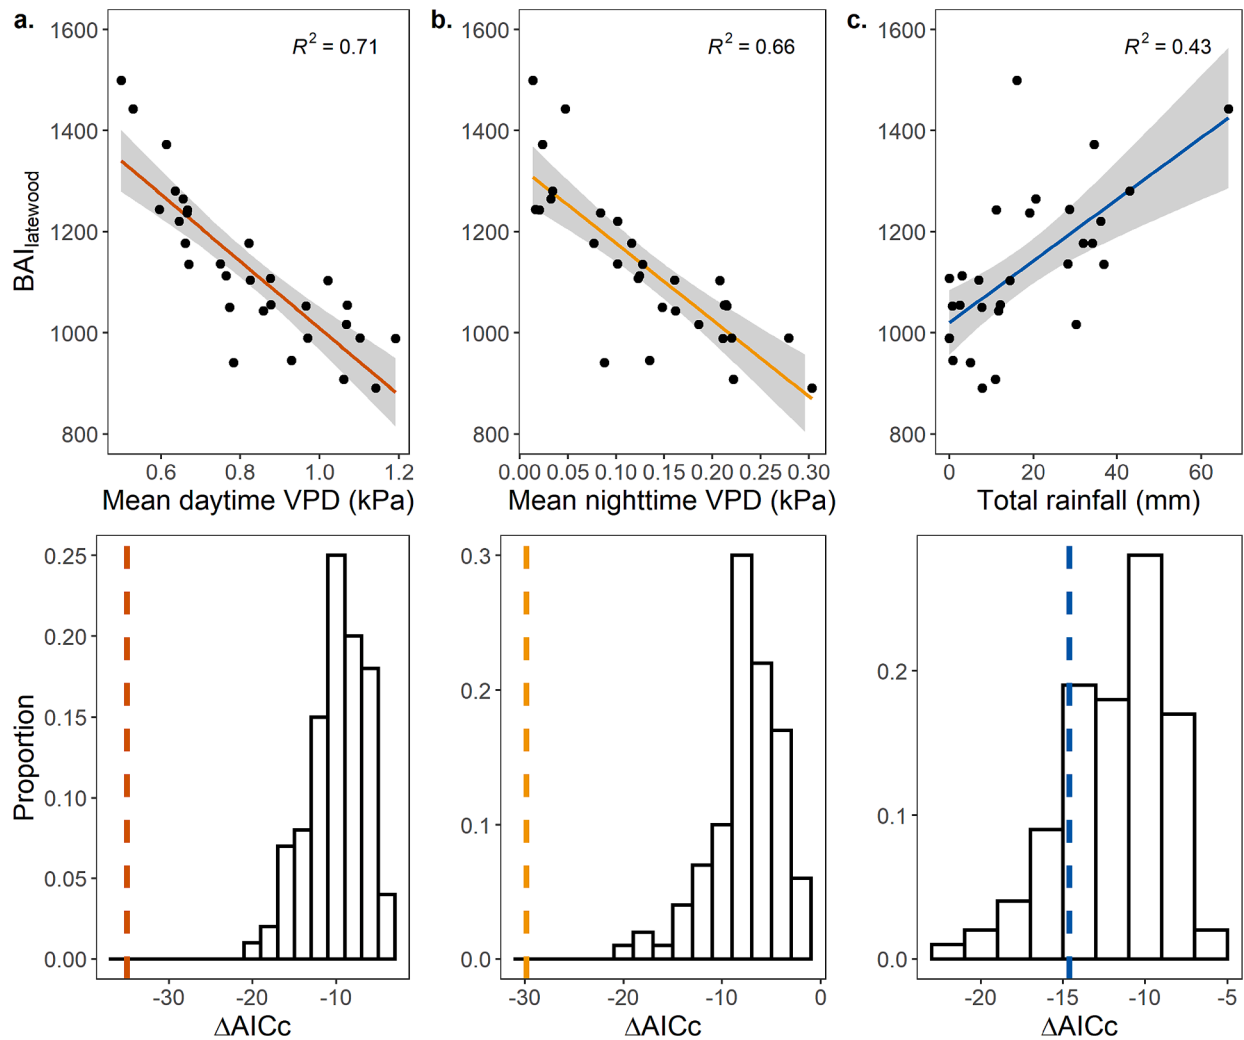 a.
R² = 0.71
1600
1400
1200
1000
800
BAIlatewood
0.6 0.8 1.0 1.2
Mean daytime VPD (kPa)
b.
R² = 0.66
1600
1400
1200
1000
800
0.00 0.05 0.10 0.15 0.20 0.25 0.30
Mean nighttime VPD (kPa)
c.
R² = 0.43
1600
1400
1200
1000
800
0 20 40 60
Total rainfall (mm)
0.25
0.20
0.15
0.10
0.05
0.00
Proportion
-30 -20 -10
ΔAICc
0.3
0.2
0.1
0.0
-30 -20 -10 0
ΔAICc
0.2
0.1
0.0
-20 -15 -10 -5
ΔAICc